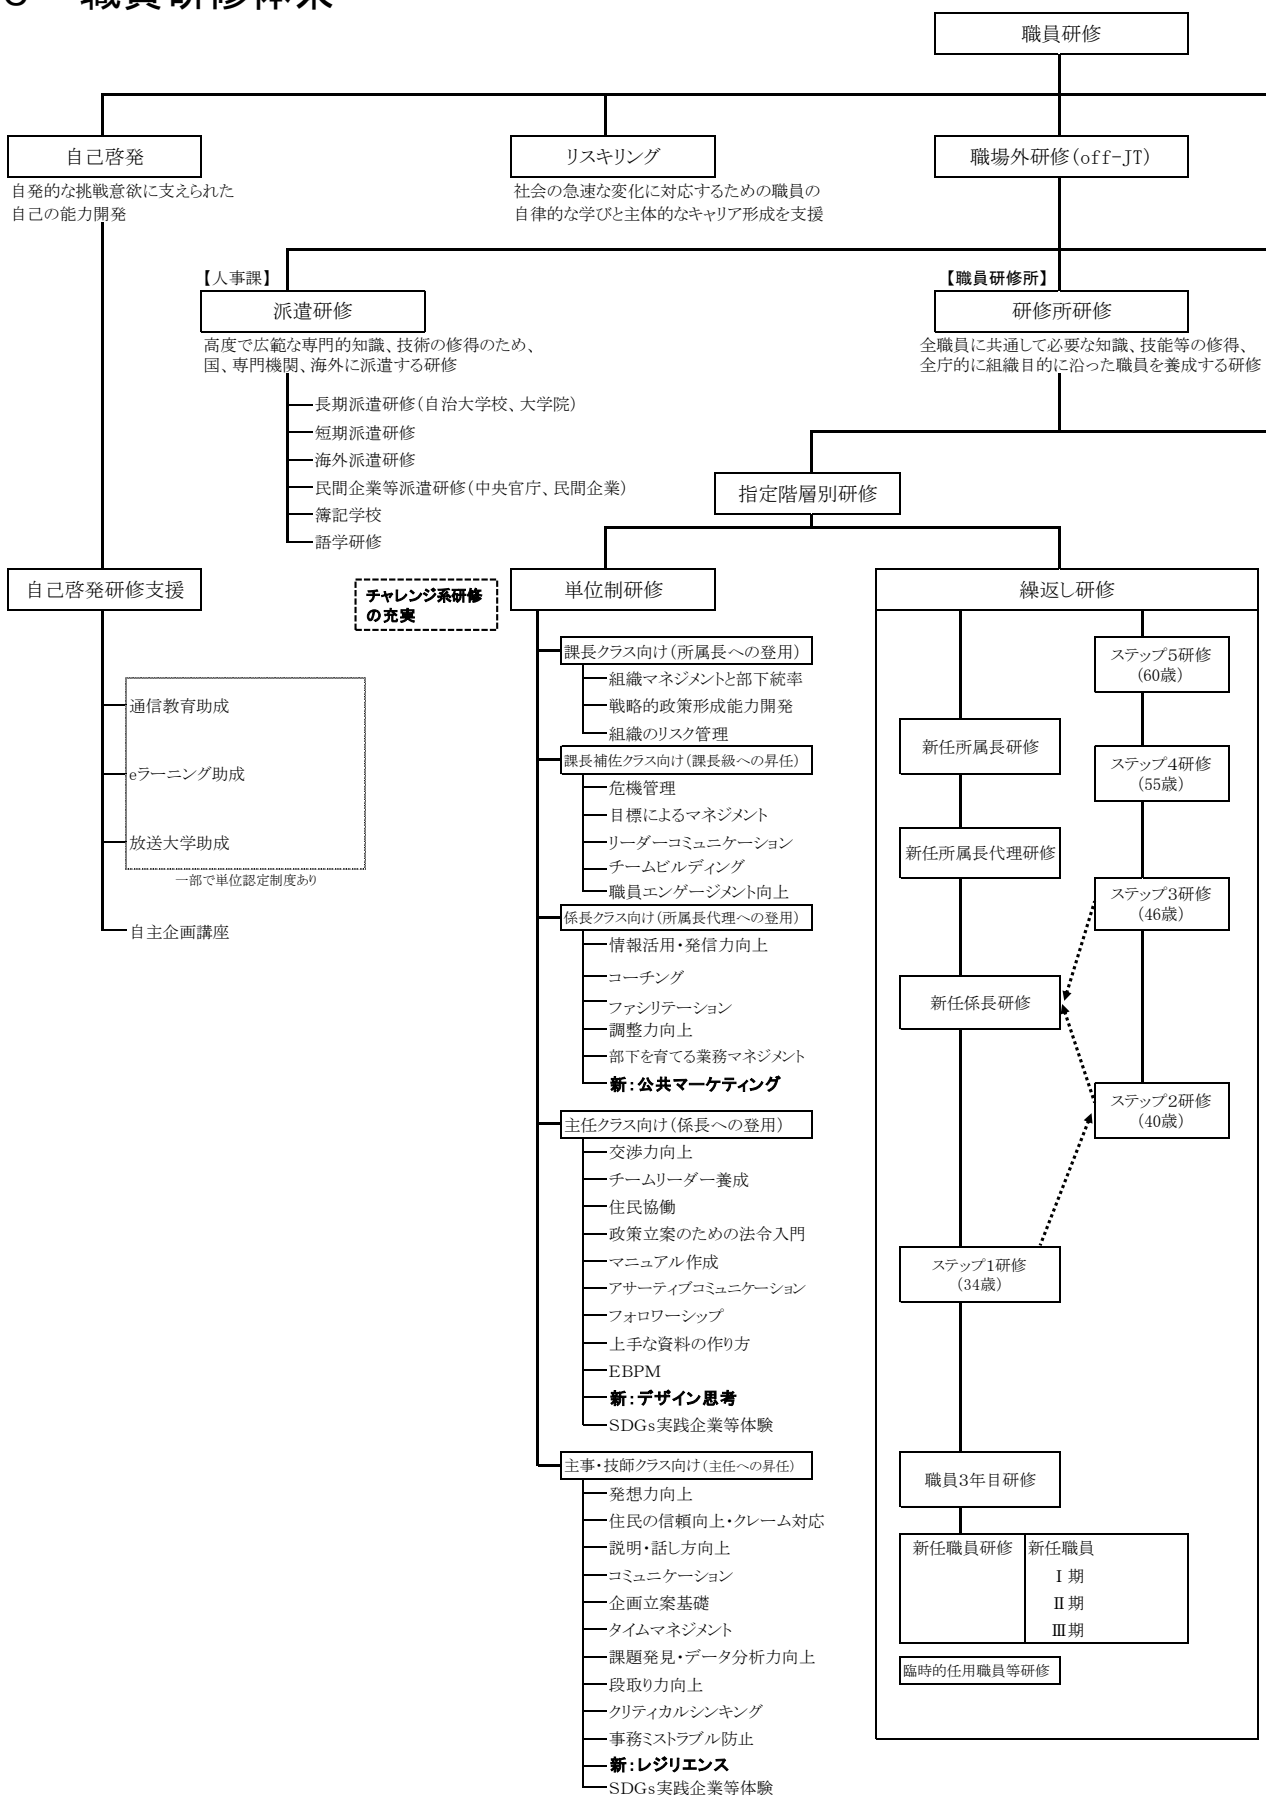 職員研修体系
職員研修
自己啓発
自発的な挑戦意欲に支えられた
自己の能力開発
リスキリング
社会の急速な変化に対応するための職員の
自律的な学びと主体的なキャリア形成を支援
職場外研修(off-JT)
【人事課】
派遣研修
高度で広範な専門的知識、技術の修得のため、
国、専門機関、海外に派遣する研修
長期派遣研修(自治大学校、大学院)
短期派遣研修
海外派遣研修
民間企業等派遣研修(中央官庁、民間企業)
簿記学校
語学研修
【職員研修所】
研修所研修
全職員に共通して必要な知識、技能等の修得、
全庁的に組織目的に沿った職員を養成する研修
指定階層別研修
自己啓発研修支援
通信教育助成
eラーニング助成
放送大学助成
一部で単位認定制度あり
自主企画講座
チャレンジ系研修
の充実
単位制研修
課長クラス向け(所属長への登用)
組織マネジメントと部下統率
戦略的政策形成能力開発
組織のリスク管理
課長補佐クラス向け(課長級への昇任)
危機管理
目標によるマネジメント
リーダーコミュニケーション
チームビルディング
職員エンゲージメント向上
係長クラス向け(所属長代理への登用)
情報活用・発信力向上
コーチング
ファシリテーション
調整力向上
部下を育てる業務マネジメント
新:公共マーケティング
主任クラス向け(係長への登用)
交渉力向上
チームリーダー養成
住民協働
政策立案のための法令入門
マニュアル作成
アサーティブコミュニケーション
フォロワーシップ
上手な資料の作り方
EBPM
新:デザイン思考
SDGs実践企業等体験
主事・技師クラス向け(主任への昇任)
発想力向上
住民の信頼向上・クレーム対応
説明・話し方向上
コミュニケーション
企画立案基礎
タイムマネジメント
課題発見・データ分析力向上
段取り力向上
クリティカルシンキング
事務ミストラブル防止
新:レジリエンス
SDGs実践企業等体験
繰返し研修
ステップ5研修
(60歳)
新任所属長研修
ステップ4研修
(55歳)
新任所属長代理研修
ステップ3研修
(46歳)
新任係長研修
ステップ2研修
(40歳)
ステップ1研修
(34歳)
職員3年目研修
新任職員研修 新任職員
Ⅰ期
Ⅱ期
Ⅲ期
臨時的任用職員等研修